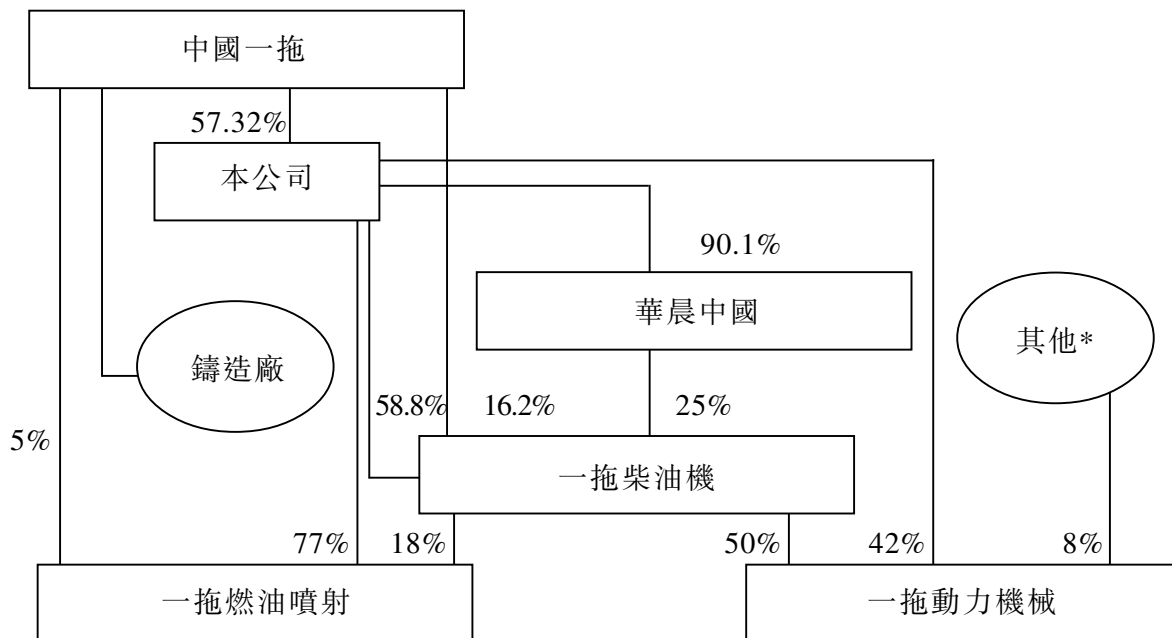 中國一拖
57.32%
本公司
90.1%
華晨中國
其他*
鑄造廠
58.8%
16.2%
25%
5%
一拖柴油機
77%
18%
50%
42%
8%
一拖燃油噴射
一拖動力機械